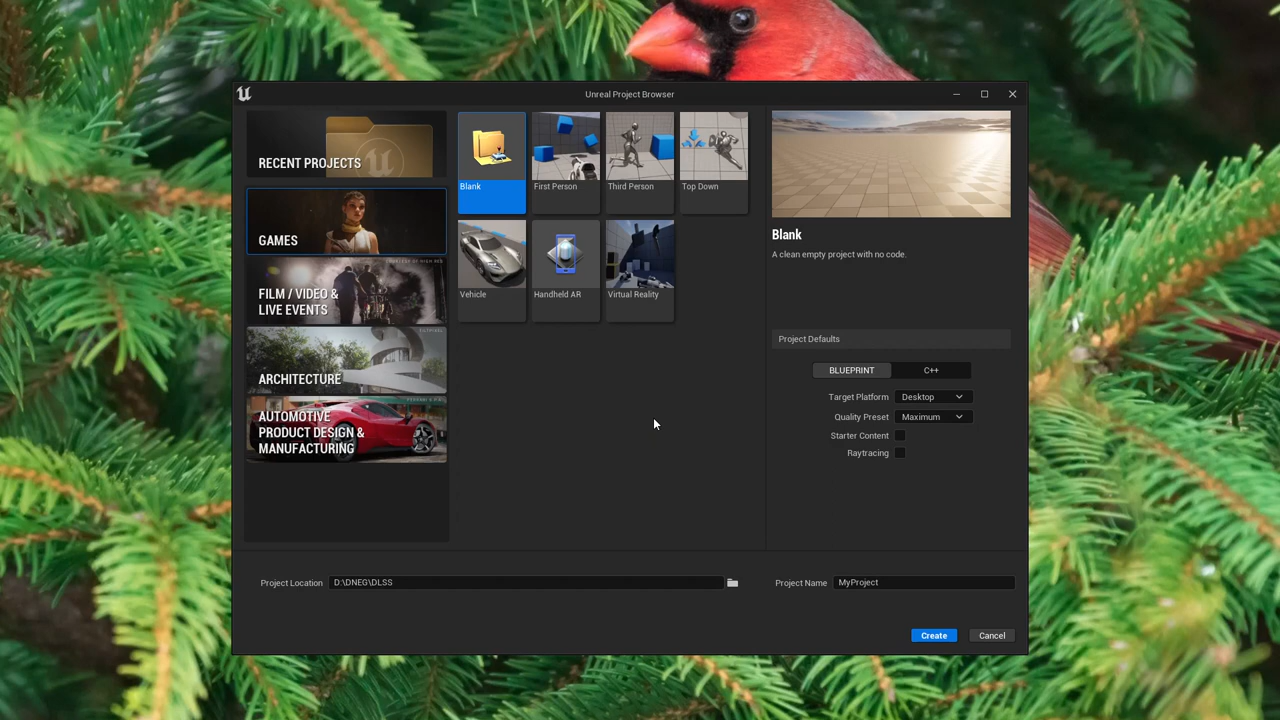 Unreal Project Browser
RECENT PROJECTS
GAMES
FILM / VIDEO &
LIVE EVENTS
ARCHITECTURE
AUTOMOTIVE
PRODUCT DESIGN &
MANUFACTURING
Blank
First Person
Third Person
Top Down
Vehicle
Handheld AR
Virtual Reality
Blank
A clean empty project with no code.
Project Defaults
BLUEPRINT
C++
Target Platform
Desktop
Quality Preset
Maximum
Starter Content
Raytracing
Project Location
D:\DNEG\DLSS
Project Name
MyProject
Create
Cancel